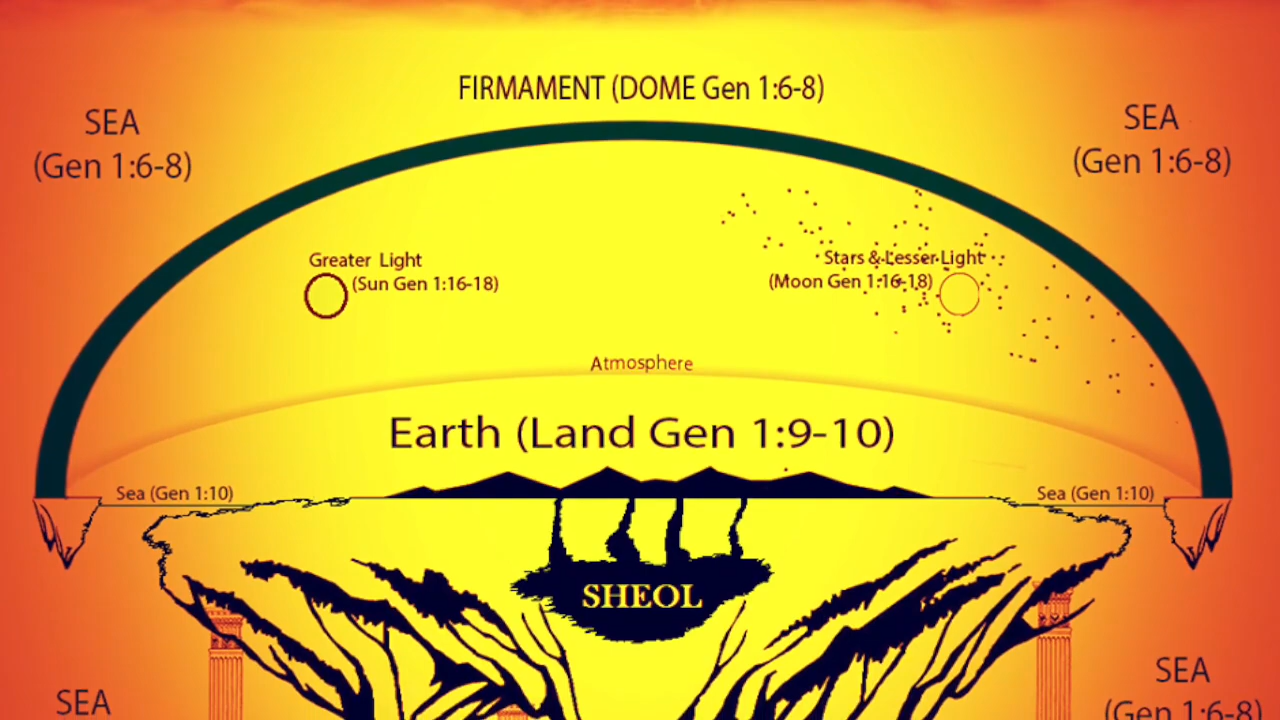 FIRMAMENT (DOME Gen 1:6-8)
SEA
(Gen 1:6-8)
SEA
(Gen 1:6-8)
Greater Light
(Sun Gen 1:16-18)
Stars & Lesser Light
(Moon Gen 1:16-18)
Atmosphere
Earth (Land Gen 1:9-10)
Sea (Gen 1:10)
Sea (Gen 1:10)
SHEOL
SEA
SEA
(Gen 1:6-8)